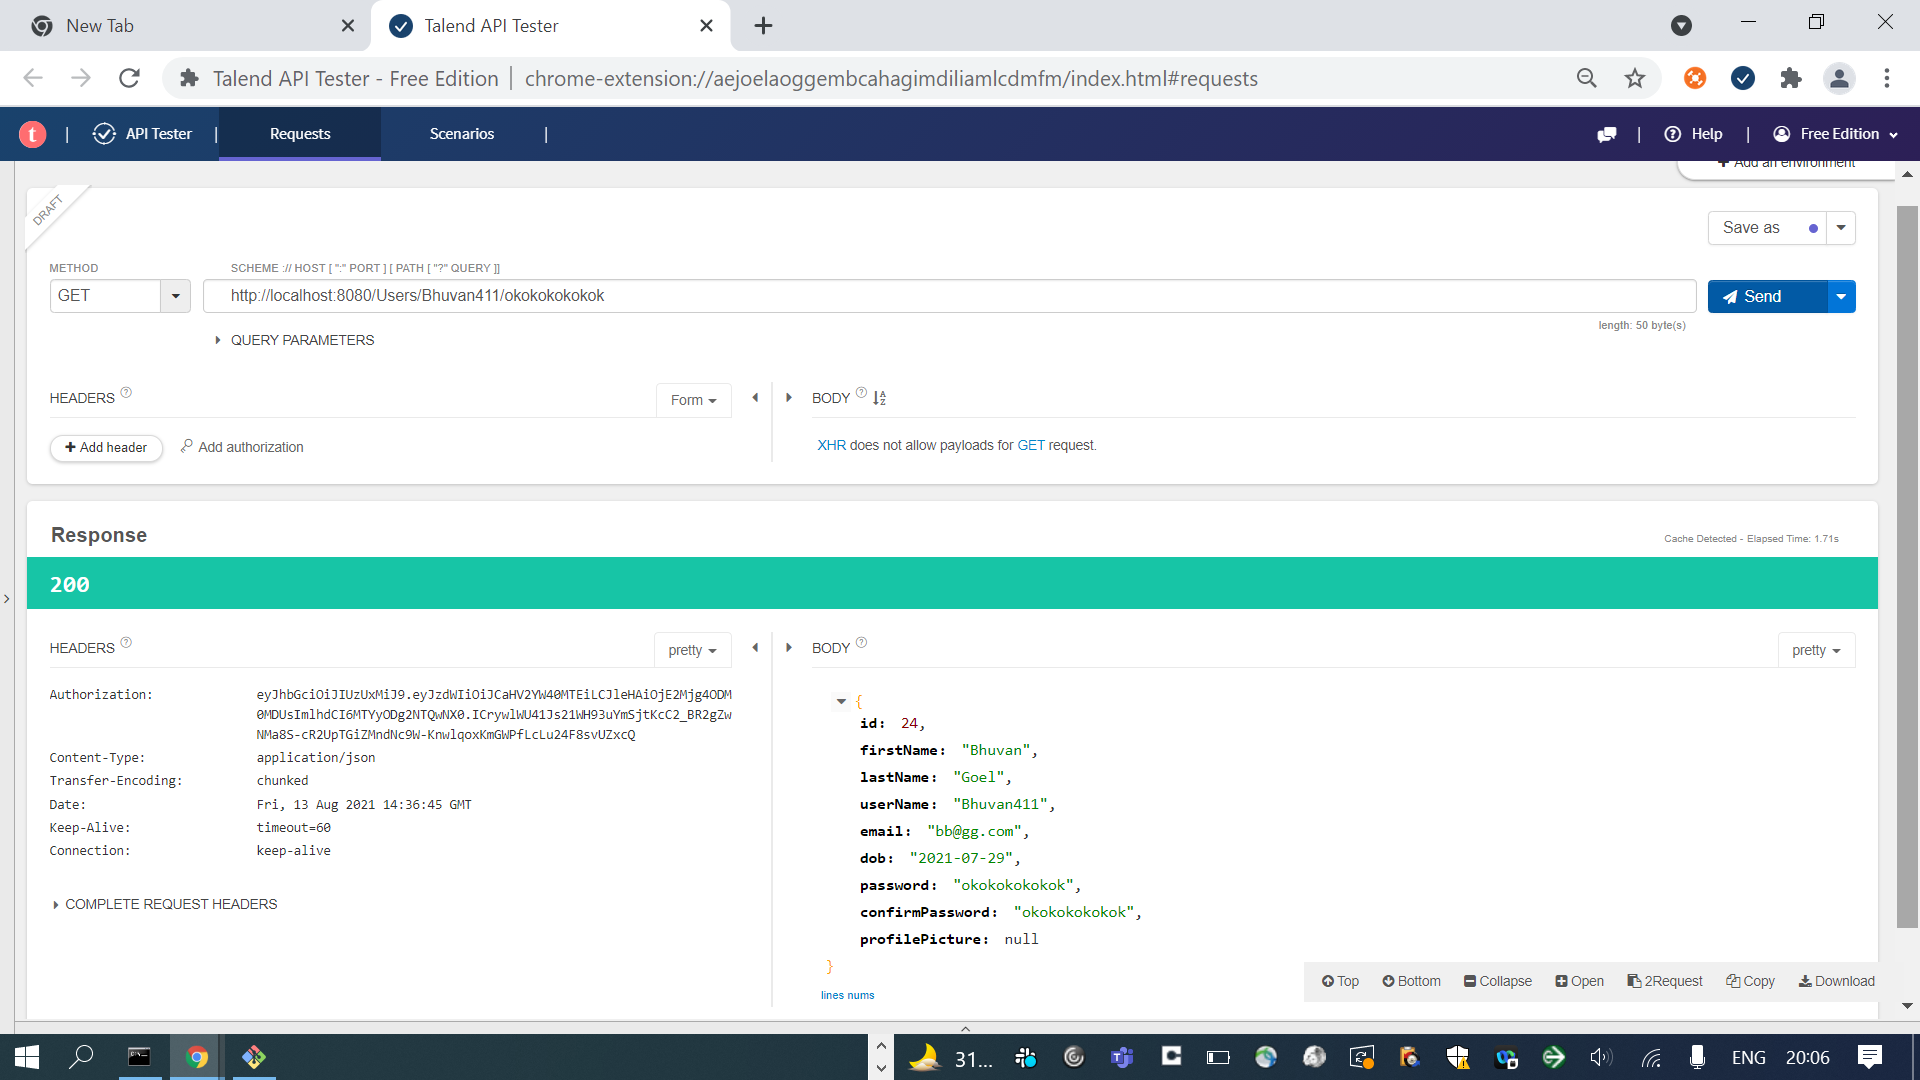 New Tab
Talend API Tester
Talend API Tester - Free Edition | chrome-extension://aejoelaoggembcahagimdiliamlcdmfm/index.html#requests
t | API Tester | Requests Scenarios | | Help | Free Edition
+ Add an environment
DRAFT
Save as
METHOD
SCHEME :// HOST [ ":" PORT ] [ PATH [ "?" QUERY ]]
GET
http://localhost:8080/Users/Bhuvan411/okokokokokok
Send
length: 50 byte(s)
QUERY PARAMETERS
HEADERS ?
Form
BODY ?
+ Add header
Add authorization
XHR does not allow payloads for GET request.
Response
Cache Detected - Elapsed Time: 1.71s
200
HEADERS ?
pretty
BODY ?
pretty
Authorization: eyJhbGciOiJIUzUxMiJ9.eyJzdWIiOiJCaHV2YW40MTEiLCJleHAiOjE2Mjg4ODM
0MDUsImlhdCI6MTYyODg2NTQwNX0.ICrywlWU41Js21WH93uYmSjtKcC2_BR2gZw
NMa8S-cR2UpTGiZMndNc9W-KnwlqoxKmGWPfLcLu24F8svUZxcQ
Content-Type: application/json
Transfer-Encoding: chunked
Date: Fri, 13 Aug 2021 14:36:45 GMT
Keep-Alive: timeout=60
Connection: keep-alive
COMPLETE REQUEST HEADERS
{
id: 24,
firstName: "Bhuvan",
lastName: "Goel",
userName: "Bhuvan411",
email: "bb@gg.com",
dob: "2021-07-29",
password: "okokokokokok",
confirmPassword: "okokokokokok",
profilePicture: null
}
lines nums
Top Bottom Collapse Open 2Request Copy Download
31... ENG 20:06